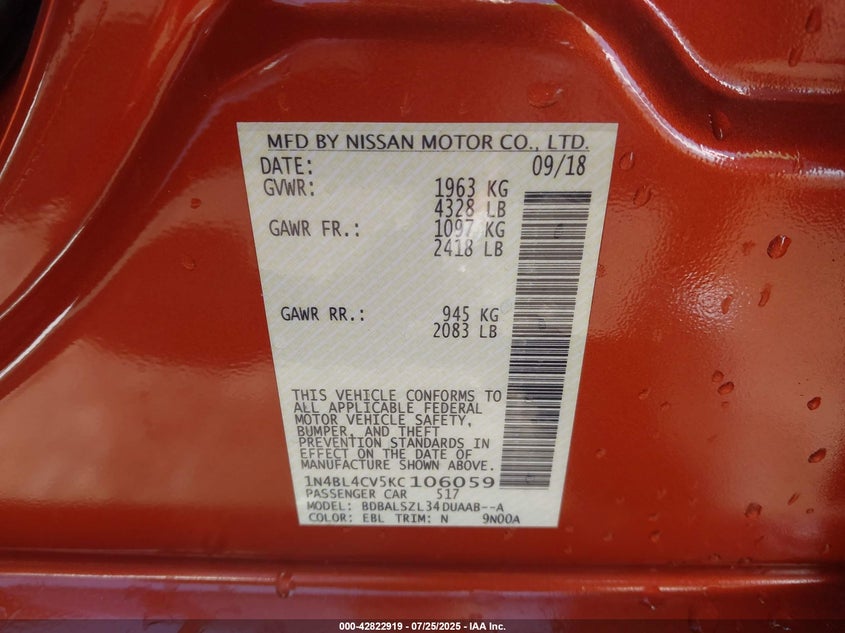 MFD BY NISSAN MOTOR CO., LTD.
DATE: 09/18
GVWR: 1963 KG
4328 LB
GAWR FR.: 1097 KG
2418 LB
GAWR RR.: 945 KG
2083 LB
THIS VEHICLE CONFORMS TO
ALL APPLICABLE FEDERAL
MOTOR VEHICLE SAFETY,
BUMPER, AND THEFT
PREVENTION STANDARDS IN
EFFECT ON THE DATE OF
MANUFACTURE SHOWN ABOVE.
1N4BL4CV5KC106059
PASSENGER CAR S17
MODEL: BDBALSZL34DUAAB--A
COLOR: EBL TRIM: N 9N00A
000-42822919 - 07/25/2025 - IAA Inc.